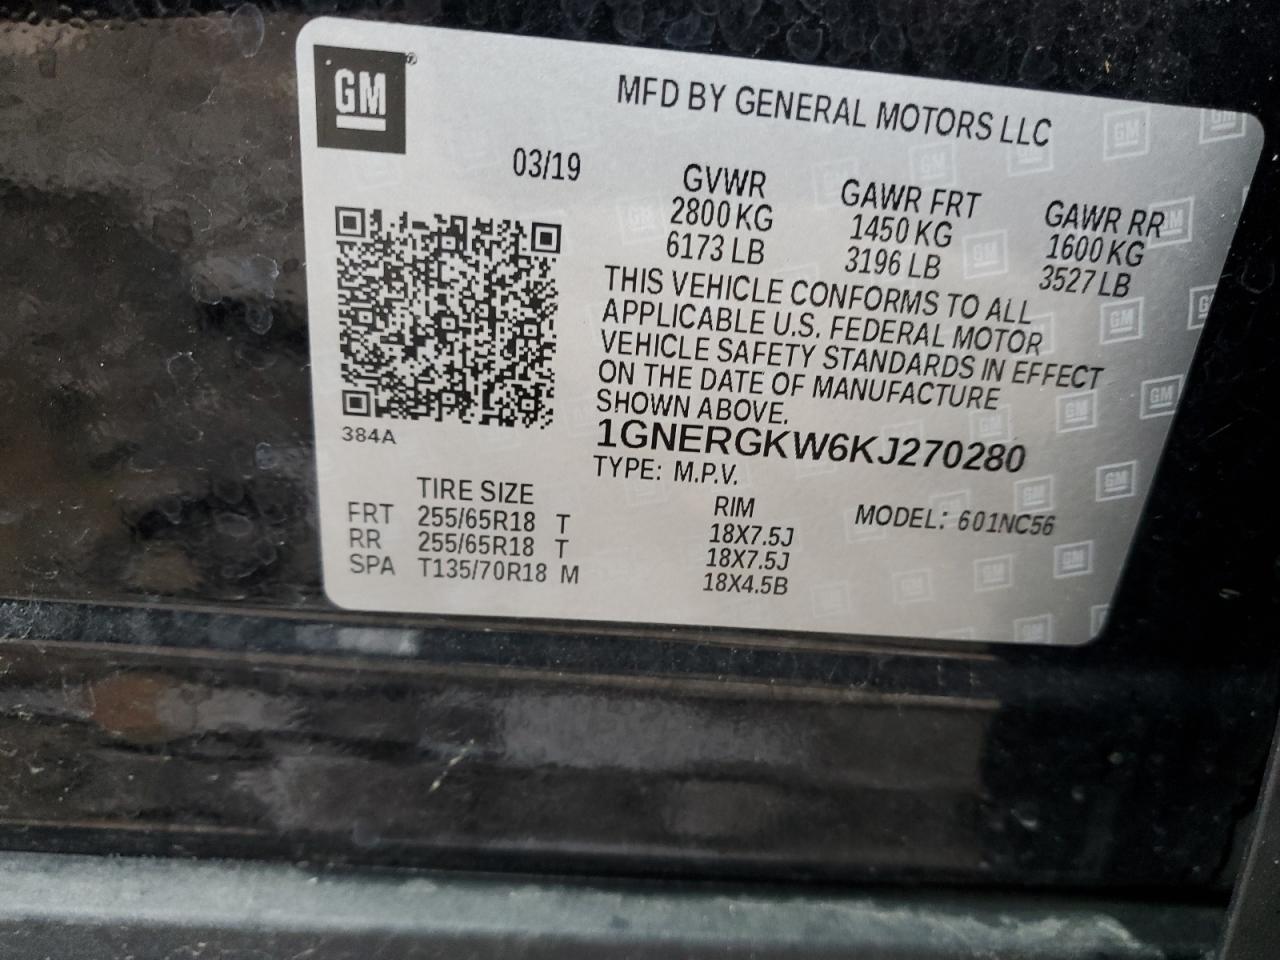 GM
MFD BY GENERAL MOTORS LLC
03/19
GVWR
2800 KG
6173 LB
GAWR FRT
1450 KG
3196 LB
GAWR RR
1600 KG
3527 LB
THIS VEHICLE CONFORMS TO ALL
APPLICABLE U.S. FEDERAL MOTOR
VEHICLE SAFETY STANDARDS IN EFFECT
ON THE DATE OF MANUFACTURE
SHOWN ABOVE.
384A
1GNERGKW6KJ270280
TYPE: M.P.V.
MODEL: 601NC56
TIRE SIZE RIM
FRT 255/65R18 T 18X7.5J
RR 255/65R18 T 18X7.5J
SPA T135/70R18 M 18X4.5B